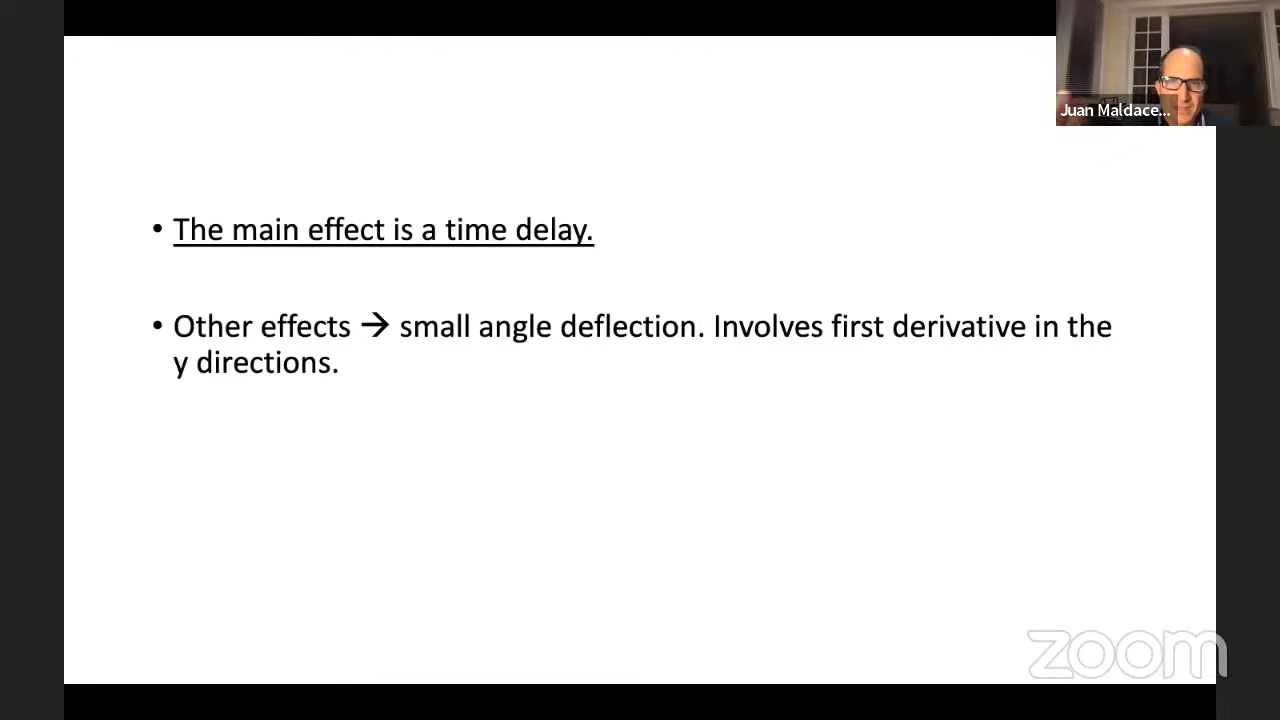 Juan Maldace...
• The main effect is a time delay.
• Other effects → small angle deflection. Involves first derivative in the
y directions.
zoom